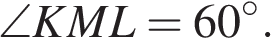 ∠KML = 60°.